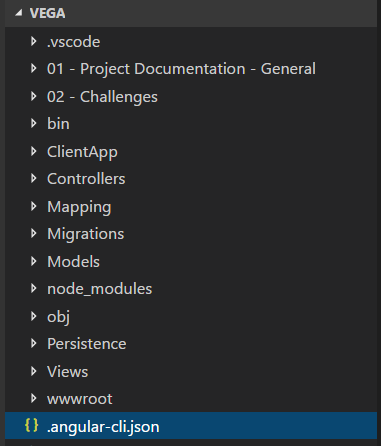 VEGA
.vscode
01 - Project Documentation - General
02 - Challenges
bin
ClientApp
Controllers
Mapping
Migrations
Models
node_modules
obj
Persistence
Views
wwwroot
{ } .angular-cli.json